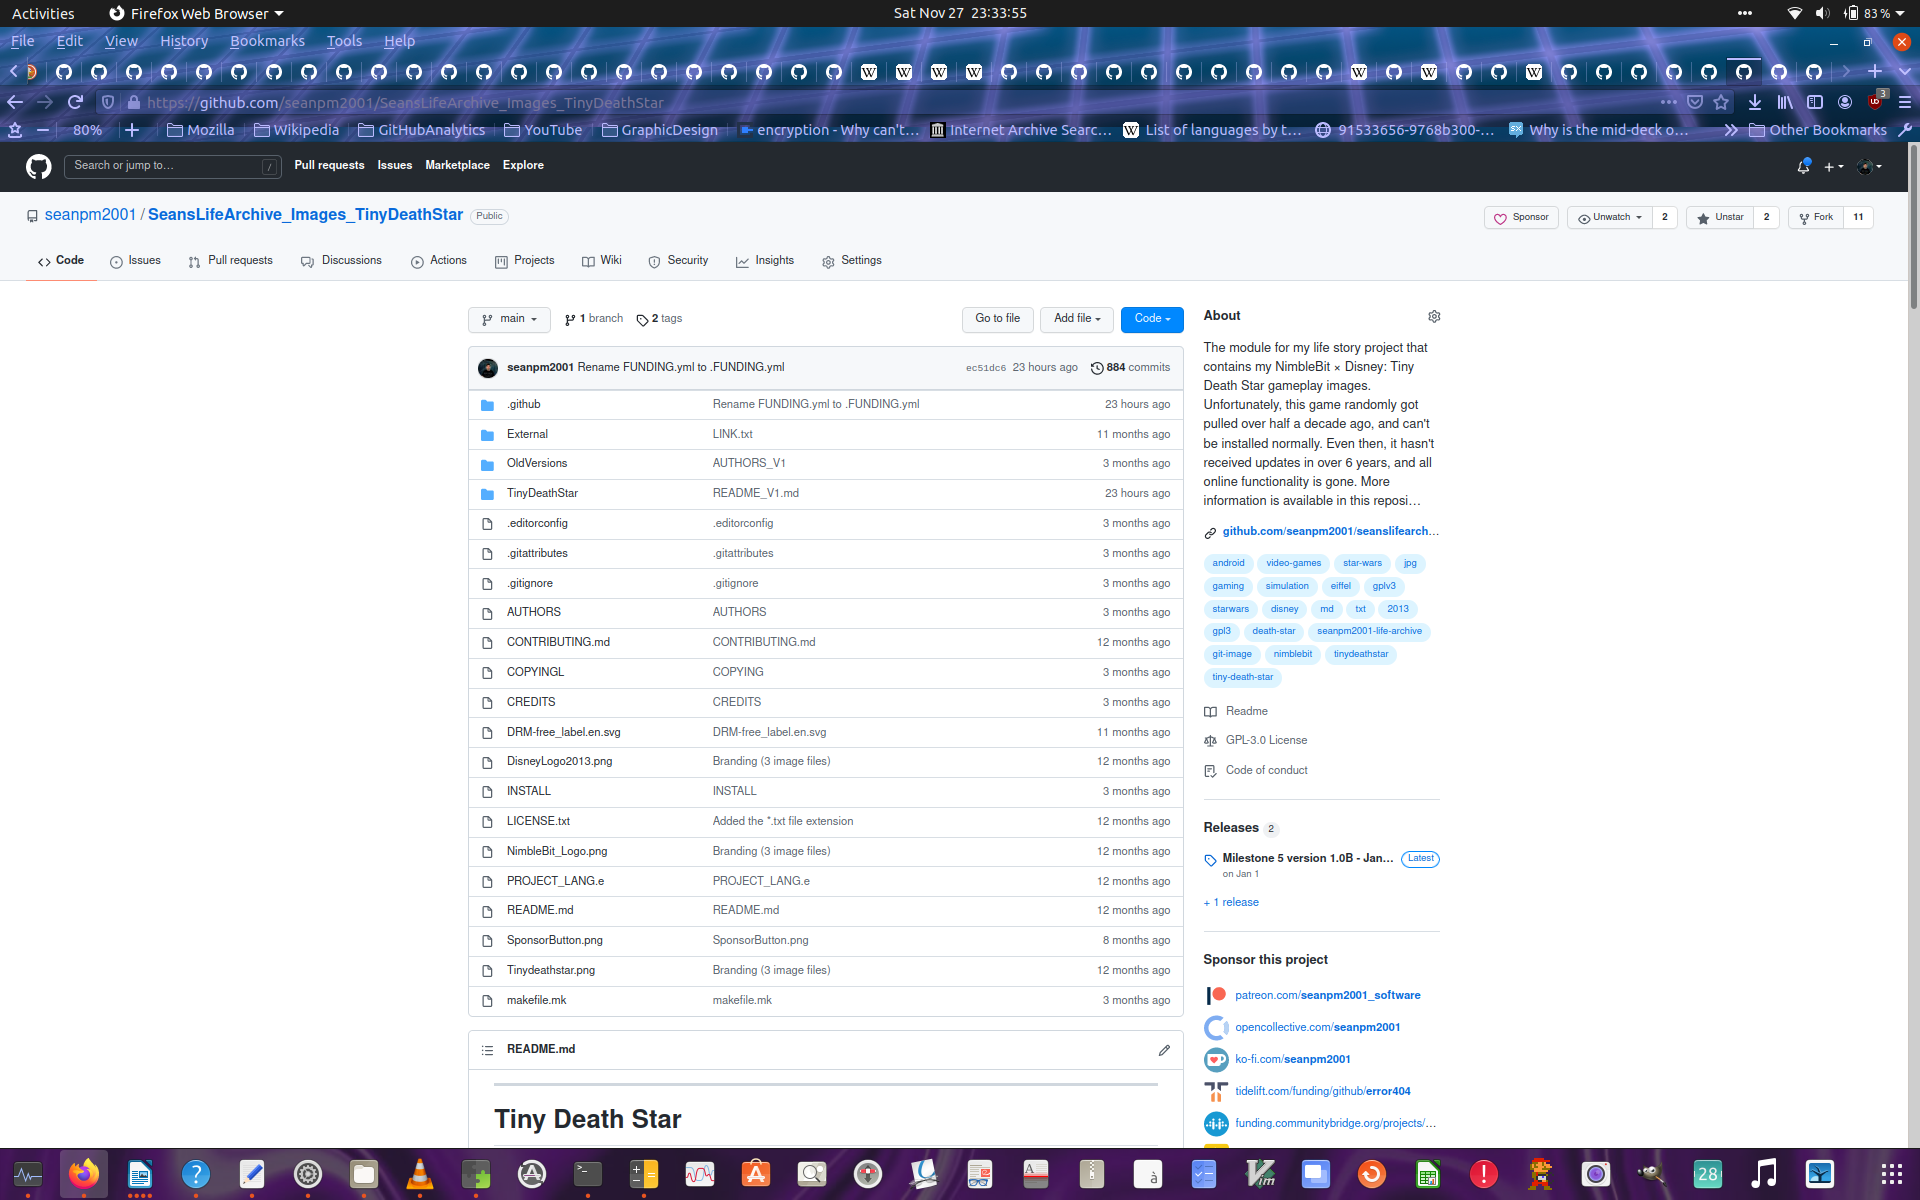 Activities Firefox Web Browser Sat Nov 27 23:33:55 83 %
File Edit View History Bookmarks Tools Help
https://github.com/seanpm2001/SeansLifeArchive_Images_TinyDeathStar 3
80% Mozilla Wikipedia GitHubAnalytics YouTube GraphicDesign encryption - Why can't... Internet Archive Searc... List of languages by t... 91533656-9768b300-... Why is the mid-deck o... Other Bookmarks
Search or jump to... / Pull requests Issues Marketplace Explore
seanpm2001 / SeansLifeArchive_Images_TinyDeathStar Public Sponsor Unwatch 2 Unstar 2 Fork 11
Code Issues Pull requests Discussions Actions Projects Wiki Security Insights Settings
main 1 branch 2 tags Go to file Add file Code
seanpm2001 Rename FUNDING.yml to .FUNDING.yml ec51dc6 23 hours ago 884 commits
.github Rename FUNDING.yml to .FUNDING.yml 23 hours ago
External LINK.txt 11 months ago
OldVersions AUTHORS_V1 3 months ago
TinyDeathStar README_V1.md 23 hours ago
.editorconfig .editorconfig 3 months ago
.gitattributes .gitattributes 3 months ago
.gitignore .gitignore 3 months ago
AUTHORS AUTHORS 3 months ago
CONTRIBUTING.md CONTRIBUTING.md 12 months ago
COPYINGL COPYING 3 months ago
CREDITS CREDITS 3 months ago
DRM-free_label.en.svg DRM-free_label.en.svg 11 months ago
DisneyLogo2013.png Branding (3 image files) 12 months ago
INSTALL INSTALL 3 months ago
LICENSE.txt Added the *.txt file extension 12 months ago
NimbleBit_Logo.png Branding (3 image files) 12 months ago
PROJECT_LANG.e PROJECT_LANG.e 12 months ago
README.md README.md 12 months ago
SponsorButton.png SponsorButton.png 8 months ago
Tinydeathstar.png Branding (3 image files) 12 months ago
makefile.mk makefile.mk 3 months ago
README.md
Tiny Death Star
About
The module for my life story project that
contains my NimbleBit × Disney: Tiny
Death Star gameplay images.
Unfortunately, this game randomly got
pulled over half a decade ago, and can't
be installed normally. Even then, it hasn't
received updates in over 6 years, and all
online functionality is gone. More
information is available in this reposi…
github.com/seanpm2001/seanslifearch…
android video-games star-wars jpg
gaming simulation eiffel gplv3
starwars disney md txt 2013
gpl3 death-star seanpm2001-life-archive
git-image nimblebit tinydeathstar
tiny-death-star
Readme
GPL-3.0 License
Code of conduct
Releases 2
Milestone 5 version 1.0B - Jan... Latest
on Jan 1
+ 1 release
Sponsor this project
patreon.com/seanpm2001_software
opencollective.com/seanpm2001
ko-fi.com/seanpm2001
tidelift.com/funding/github/error404
funding.communitybridge.org/projects/...
28